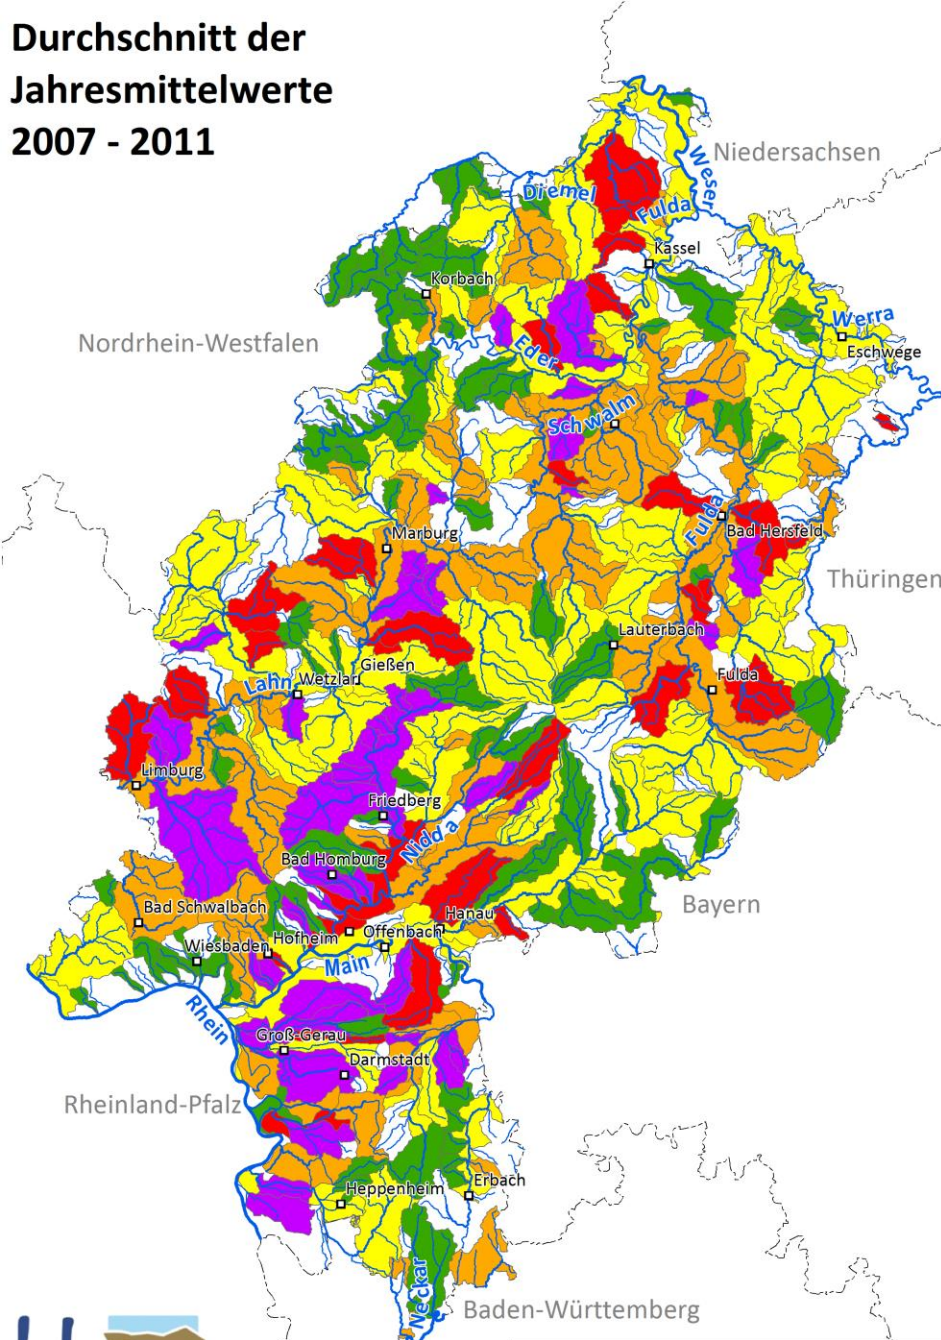 Durchschnitt der
Jahresmittelwerte
2007 - 2011
Niedersachsen
Weser
Diemel
Fulda
Kassel
Korbach
Werra
Nordrhein-Westfalen
Eder
Eschwege
Schwalm
Fulda
Bad Hersfeld
Marburg
Thüringen
Lauterbach
Gießen
Lahn
Wetzlar
Fulda
Limburg
Friedberg
Nidda
Bad Homburg
Bayern
Bad Schwalbach
Hanau
Offenbach
Hofheim
Wiesbaden
Main
Rhein
Groß-Gerau
Darmstadt
Rheinland-Pfalz
Heppenheim
Erbach
Neckar
Baden-Württemberg